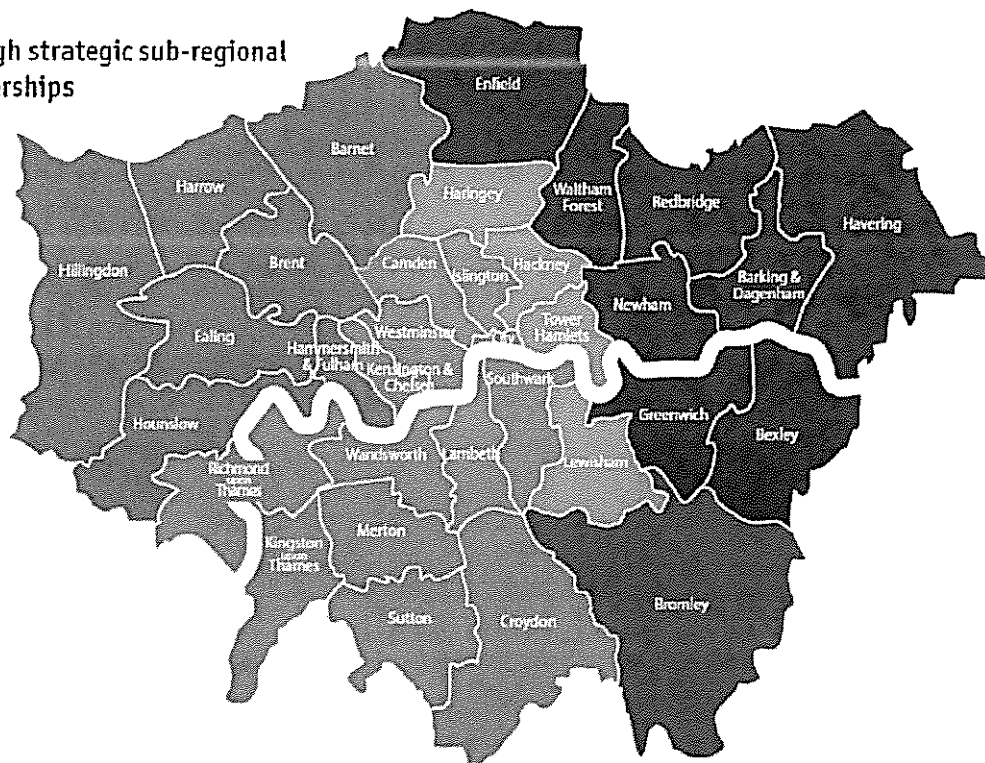 gh strategic sub-regional
erships
Enfield
Barnet
Harrow
Haringey
Waltham
Forest
Redbridge
Havering
Hillingdon
Brent
Camden
Islington
Hackney
Barking &
Dagenham
Newham
Ealing
Westminster
Tower
Hamlets
Hammersmith
& Fulham
Kensington &
Chelsea
Southwark
Hounslow
Greenwich
Bexley
Richmond
upon
Thames
Wandsworth
Lambeth
Lewisham
Kingston
upon
Thames
Merton
Sutton
Croydon
Bromley